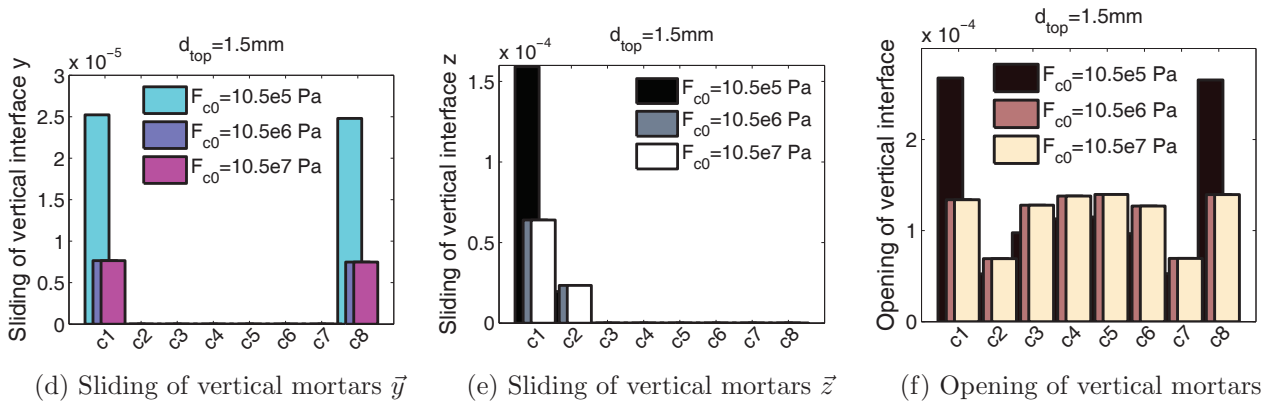 d_top=1.5mm
x 10^-5
Sliding of vertical interface y
3
2.5
2
1.5
1
0.5
0
F_c0=10.5e5 Pa
F_c0=10.5e6 Pa
F_c0=10.5e7 Pa
c1 c2 c3 c4 c5 c6 c7 c8
(d) Sliding of vertical mortars y⃗
d_top=1.5mm
x 10^-4
Sliding of vertical interface z
1.5
1
0.5
0
F_c0=10.5e5 Pa
F_c0=10.5e6 Pa
F_c0=10.5e7 Pa
c1 c2 c3 c4 c5 c6 c7 c8
(e) Sliding of vertical mortars z⃗
d_top=1.5mm
x 10^-4
Opening of vertical interface
2
1
0
F_c0=10.5e5 Pa
F_c0=10.5e6 Pa
F_c0=10.5e7 Pa
c1 c2 c3 c4 c5 c6 c7 c8
(f) Opening of vertical mortars